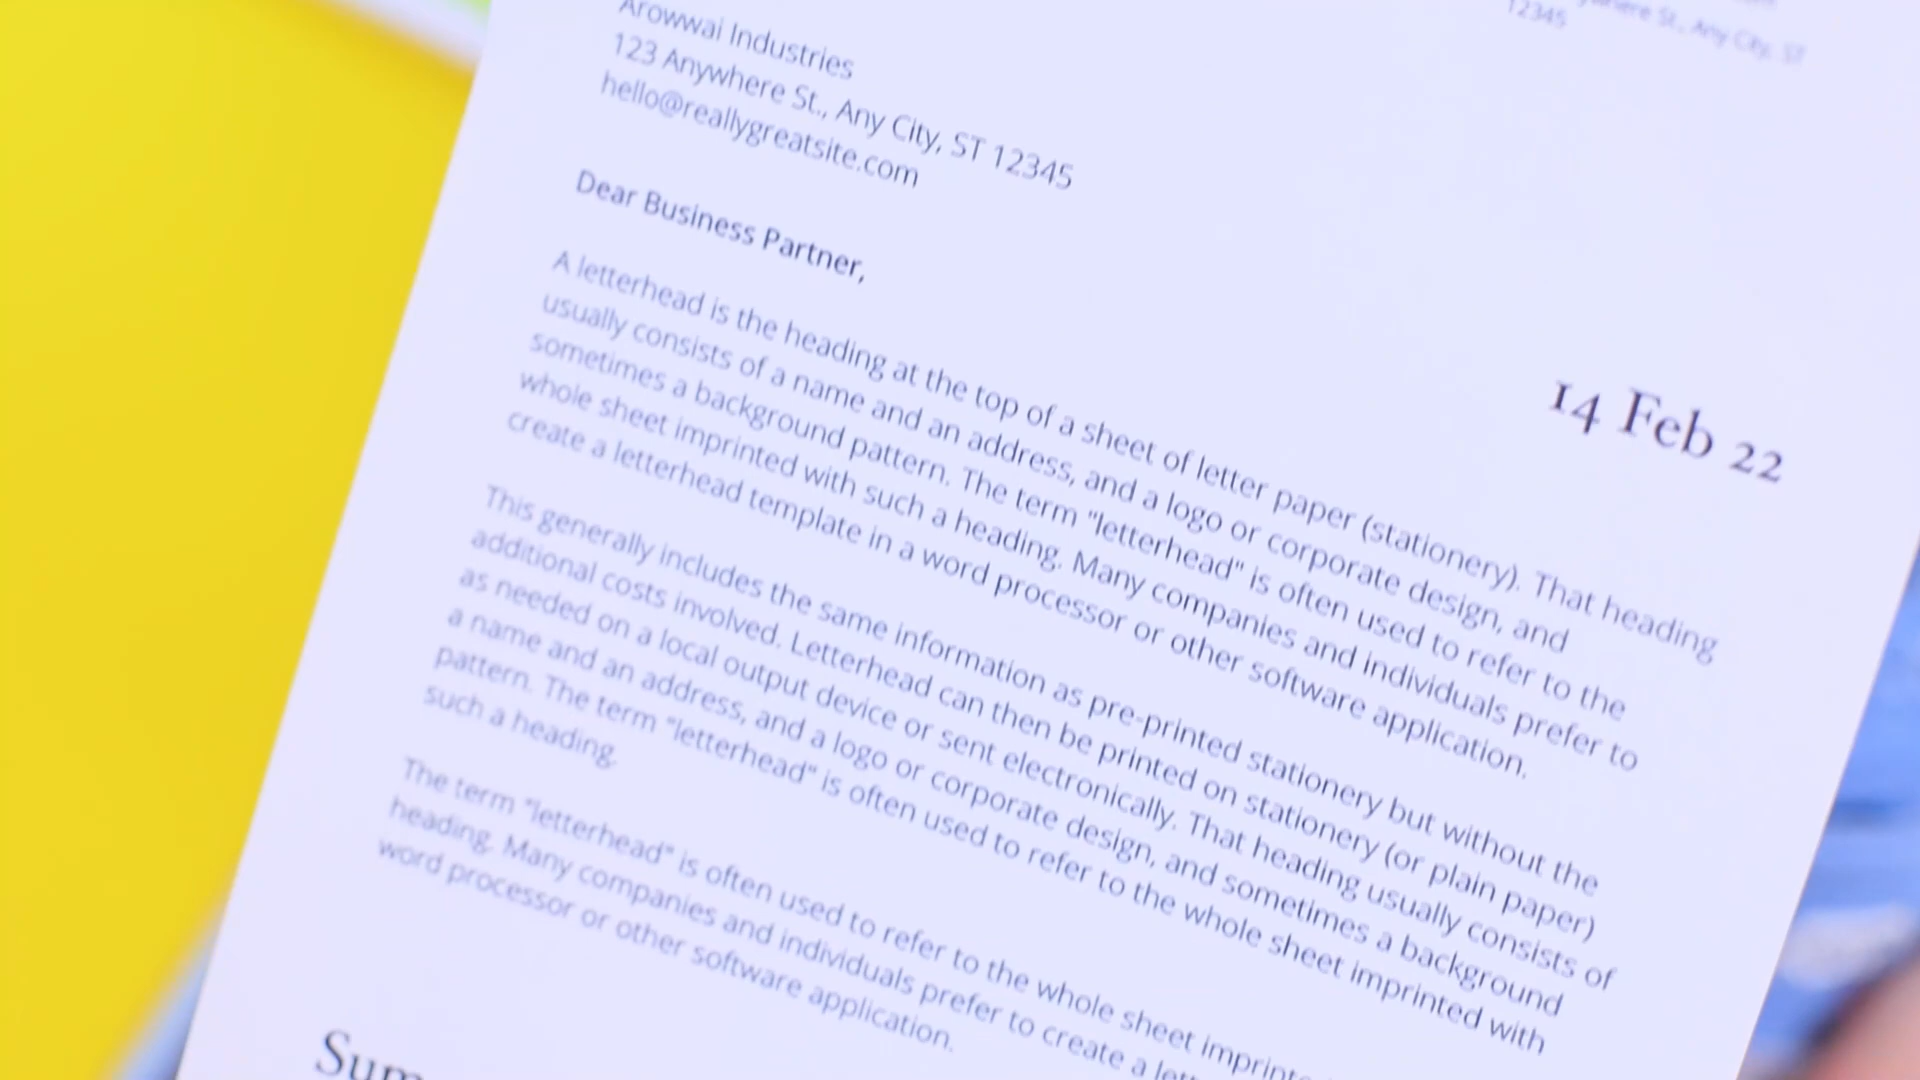 Arowwai Industries
123 Anywhere St., Any City, ST 12345
hello@reallygreatsite.com
Any City, ST
12345
Dear Business Partner,
14 Feb 22
A letterhead is the heading at the top of a sheet of letter paper (stationery). That heading
usually consists of a name and an address, and a logo or corporate design, and
sometimes a background pattern. The term "letterhead" is often used to refer to the
whole sheet imprinted with such a heading. Many companies and individuals prefer to
create a letterhead template in a word processor or other software application.
This generally includes the same information as pre-printed stationery but without the
additional costs involved. Letterhead can then be printed on stationery (or plain paper)
as needed on a local output device or sent electronically. That heading usually consists of
a name and an address, and a logo or corporate design, and sometimes a background
pattern. The term "letterhead" is often used to refer to the whole sheet imprinted with
such a heading.
The term "letterhead" is often used to refer to the whole sheet
heading. Many companies and individuals prefer to create a
word processor or other software application.